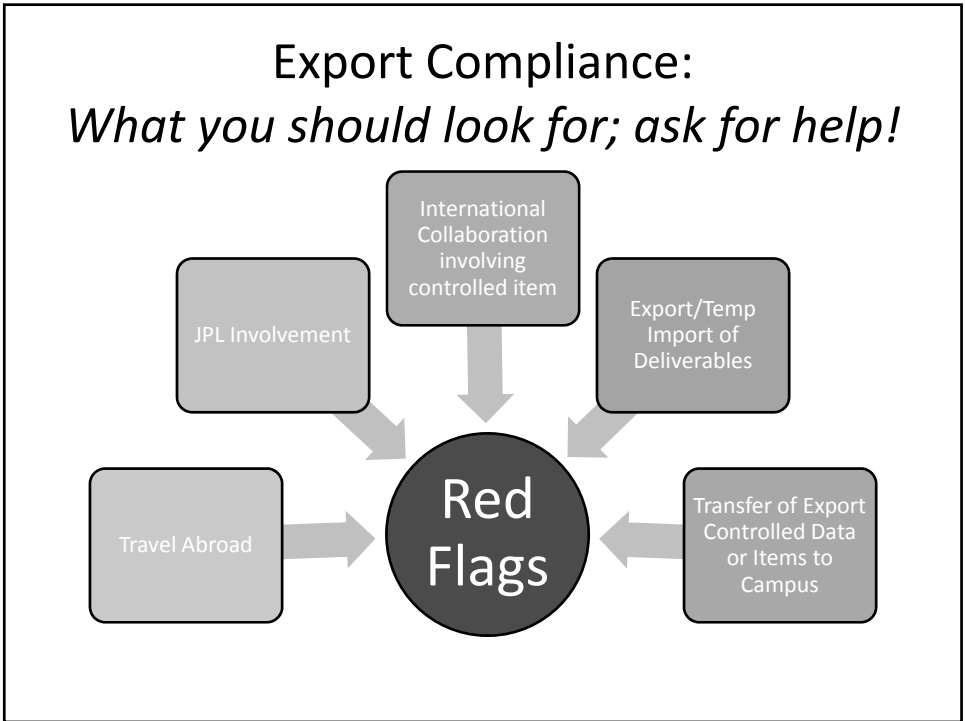 Export Compliance:
What you should look for; ask for help!
International
Collaboration
involving
controlled item
JPL Involvement
Export/Temp
Import of
Deliverables
Travel Abroad
Red
Flags
Transfer of Export
Controlled Data
or Items to
Campus